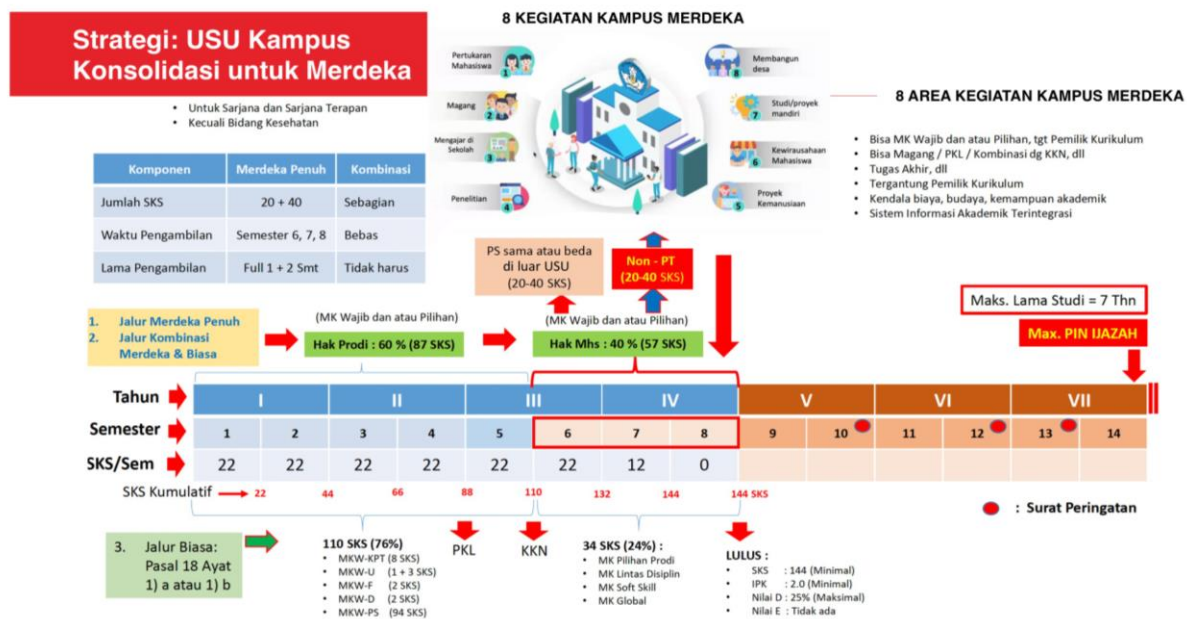 8 KEGIATAN KAMPUS MERDEKA
Strategi: USU Kampus
Konsolidasi untuk Merdeka
• Untuk Sarjana dan Sarjana Terapan
• Kecuali Bidang Kesehatan
Komponen Merdeka Penuh Kombinasi
Jumlah SKS 20 + 40 Sebagian
Waktu Pengambilan Semester 6, 7, 8 Bebas
Lama Pengambilan Full 1 + 2 Smt Tidak harus
Pertukaran
Mahasiswa
1
Magang
2
Mengajar di
Sekolah
3
Penelitian
4
8
Membangun
desa
7
Studi/proyek
mandiri
6
Kewirausahaan
Mahasiswa
5
Proyek
Kemanusiaan
8 AREA KEGIATAN KAMPUS MERDEKA
• Bisa MK Wajib dan atau Pilihan, tgt Pemilik Kurikulum
• Bisa Magang / PKL / Kombinasi dg KKN, dll
• Tugas Akhir, dll
• Tergantung Pemilik Kurikulum
• Kendala biaya, budaya, kemampuan akademik
• Sistem Informasi Akademik Terintegrasi
PS sama atau beda
di luar USU
(20-40 SKS)
Non - PT
(20-40 SKS)
Maks. Lama Studi = 7 Thn
Max. PIN IJAZAH
1. Jalur Merdeka Penuh
2. Jalur Kombinasi
Merdeka & Biasa
(MK Wajib dan atau Pilihan)
Hak Prodi : 60 % (87 SKS)
(MK Wajib dan atau Pilihan)
Hak Mhs : 40 % (57 SKS)
Tahun I II III IV V VI VII
Semester 1 2 3 4 5 6 7 8 9 10 11 12 13 14
SKS/Sem 22 22 22 22 22 22 12 0
SKS Kumulatif 22 44 66 88 110 132 144 144 SKS
: Surat Peringatan
3. Jalur Biasa:
Pasal 18 Ayat
1) a atau 1) b
110 SKS (76%)
• MKW-KPT (8 SKS)
• MKW-U (1 + 3 SKS)
• MKW-F (2 SKS)
• MKW-D (2 SKS)
• MKW-PS (94 SKS)
PKL
KKN
34 SKS (24%) :
• MK Pilihan Prodi
• MK Lintas Disiplin
• MK Soft Skill
• MK Global
LULUS :
• SKS : 144 (Minimal)
• IPK : 2.0 (Minimal)
• Nilai D : 25% (Maksimal)
• Nilai E : Tidak ada